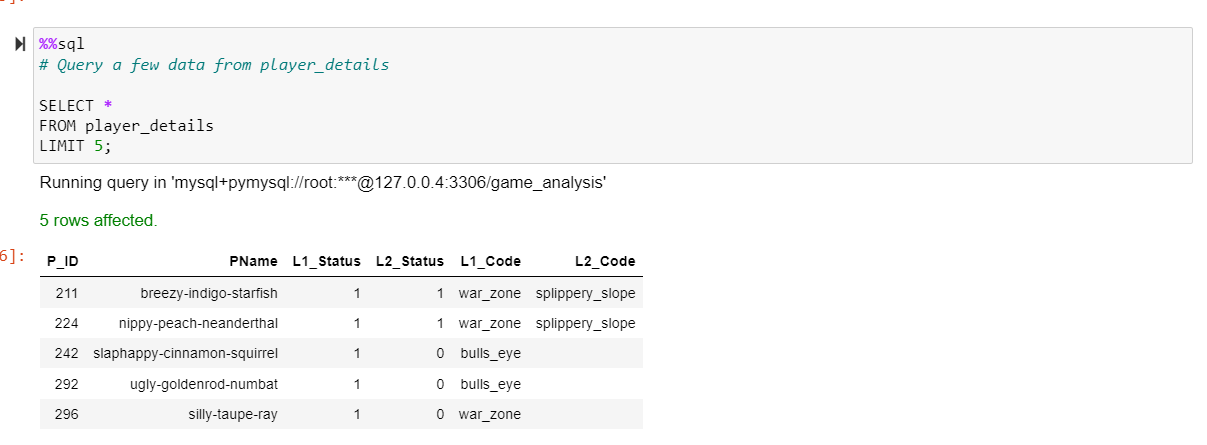 %%sql
# Query a few data from player_details
SELECT *
FROM player_details
LIMIT 5;
Running query in 'mysql+pymysql://root:***@127.0.0.4:3306/game_analysis'
5 rows affected.
6]:
P_ID PName L1_Status L2_Status L1_Code L2_Code
211 breezy-indigo-starfish 1 1 war_zone splippery_slope
224 nippy-peach-neanderthal 1 1 war_zone splippery_slope
242 slaphappy-cinnamon-squirrel 1 0 bulls_eye
292 ugly-goldenrod-numbat 1 0 bulls_eye
296 silly-taupe-ray 1 0 war_zone